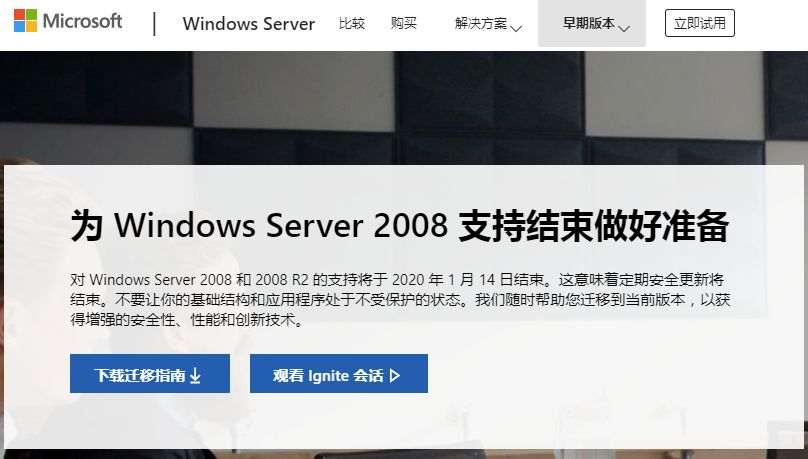 Microsoft | Windows Server 比较 购买 解决方案 早期版本 立即试用
为 Windows Server 2008 支持结束做好准备
对 Windows Server 2008 和 2008 R2 的支持将于 2020 年 1 月 14 日结束。这意味着定期安全更新将
结束。不要让你的基础结构和应用程序处于不受保护的状态。我们随时帮助您迁移到当前版本，以获
得增强的安全性、性能和创新技术。
下载迁移指南 观看 Ignite 会话